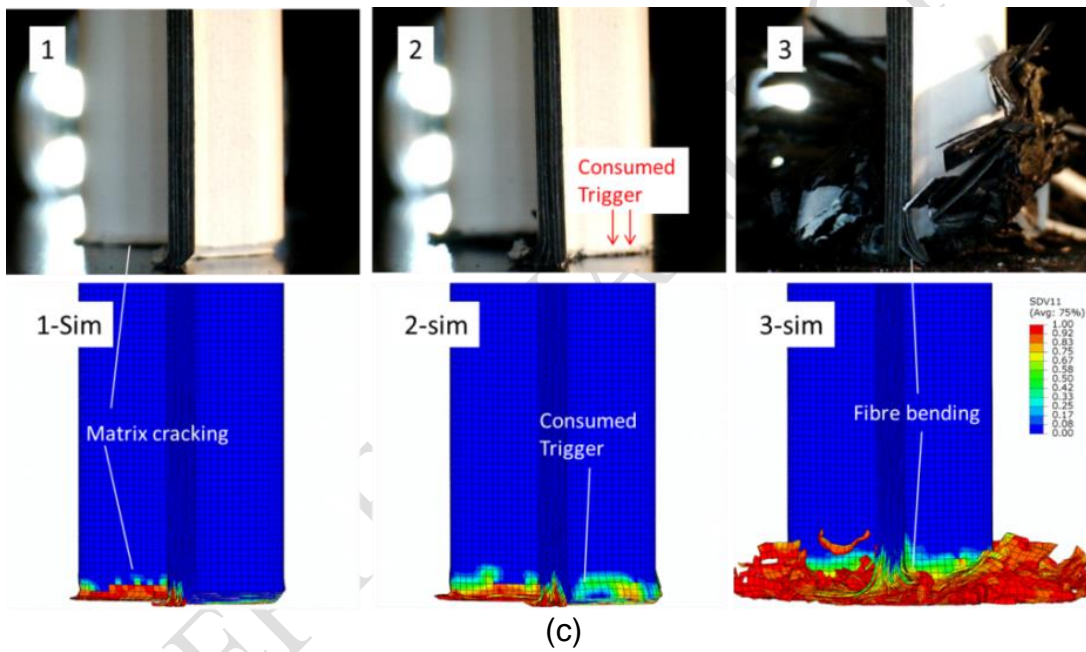 1
2
3
Consumed
Trigger
1-Sim
2-sim
3-sim
SDV11
(Avg: 75%)
1.00
0.92
0.83
0.75
0.67
0.58
0.50
0.42
0.33
0.25
0.17
0.08
0.00
Matrix cracking
Consumed
Trigger
Fibre bending
(c)